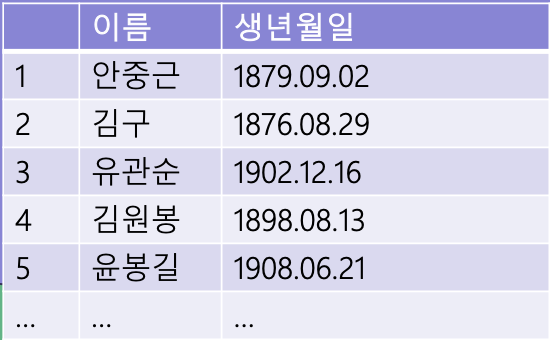 이름 생년월일
1 안중근 1879.09.02
2 김구 1876.08.29
3 유관순 1902.12.16
4 김원봉 1898.08.13
5 윤봉길 1908.06.21
... ... ...